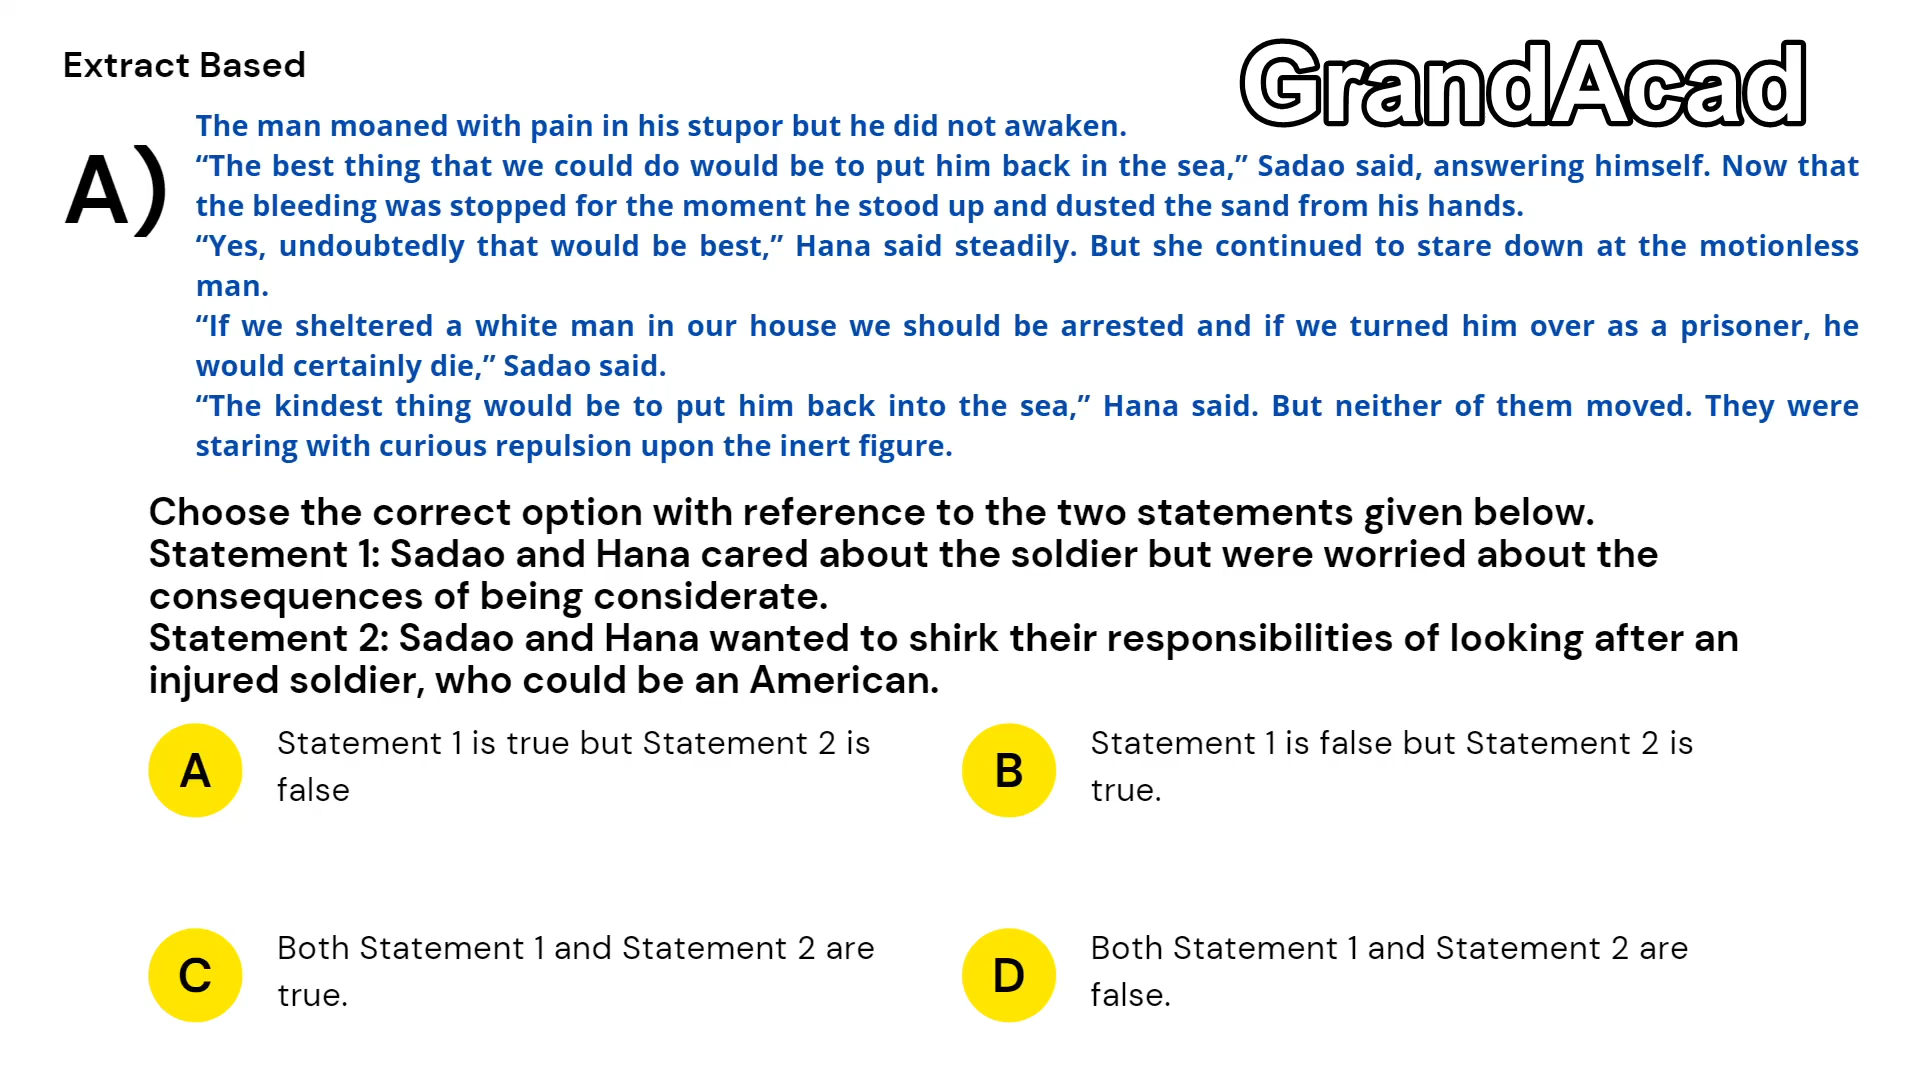 Extract Based
GrandAcad
A)
The man moaned with pain in his stupor but he did not awaken.
“The best thing that we could do would be to put him back in the sea,” Sadao said, answering himself. Now that
the bleeding was stopped for the moment he stood up and dusted the sand from his hands.
“Yes, undoubtedly that would be best,” Hana said steadily. But she continued to stare down at the motionless
man.
“If we sheltered a white man in our house we should be arrested and if we turned him over as a prisoner, he
would certainly die,” Sadao said.
“The kindest thing would be to put him back into the sea,” Hana said. But neither of them moved. They were
staring with curious repulsion upon the inert figure.
Choose the correct option with reference to the two statements given below.
Statement 1: Sadao and Hana cared about the soldier but were worried about the
consequences of being considerate.
Statement 2: Sadao and Hana wanted to shirk their responsibilities of looking after an
injured soldier, who could be an American.
A
Statement 1 is true but Statement 2 is
false
B
Statement 1 is false but Statement 2 is
true.
C
Both Statement 1 and Statement 2 are
true.
D
Both Statement 1 and Statement 2 are
false.